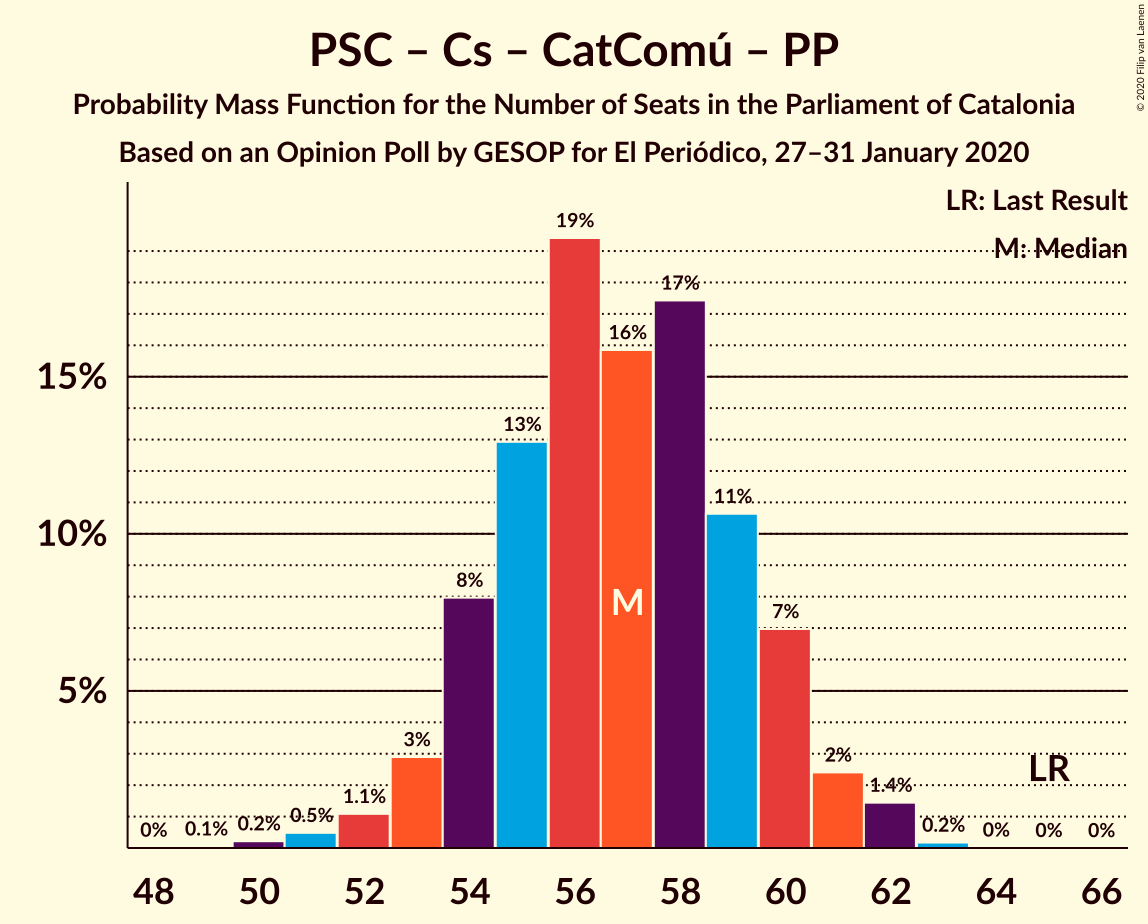 PSC – Cs – CatComú – PP
Probability Mass Function for the Number of Seats in the Parliament of Catalonia
Based on an Opinion Poll by GESOP for El Periódico, 27–31 January 2020
© 2020 Filip van Laenen
LR: Last Result
M: Median
15%
10%
5%
0%
0.1%
0.2%
0.5%
1.1%
3%
8%
13%
19%
16%
17%
11%
7%
2%
1.4%
0.2%
0%
0%
0%
M
LR
48 50 52 54 56 58 60 62 64 66